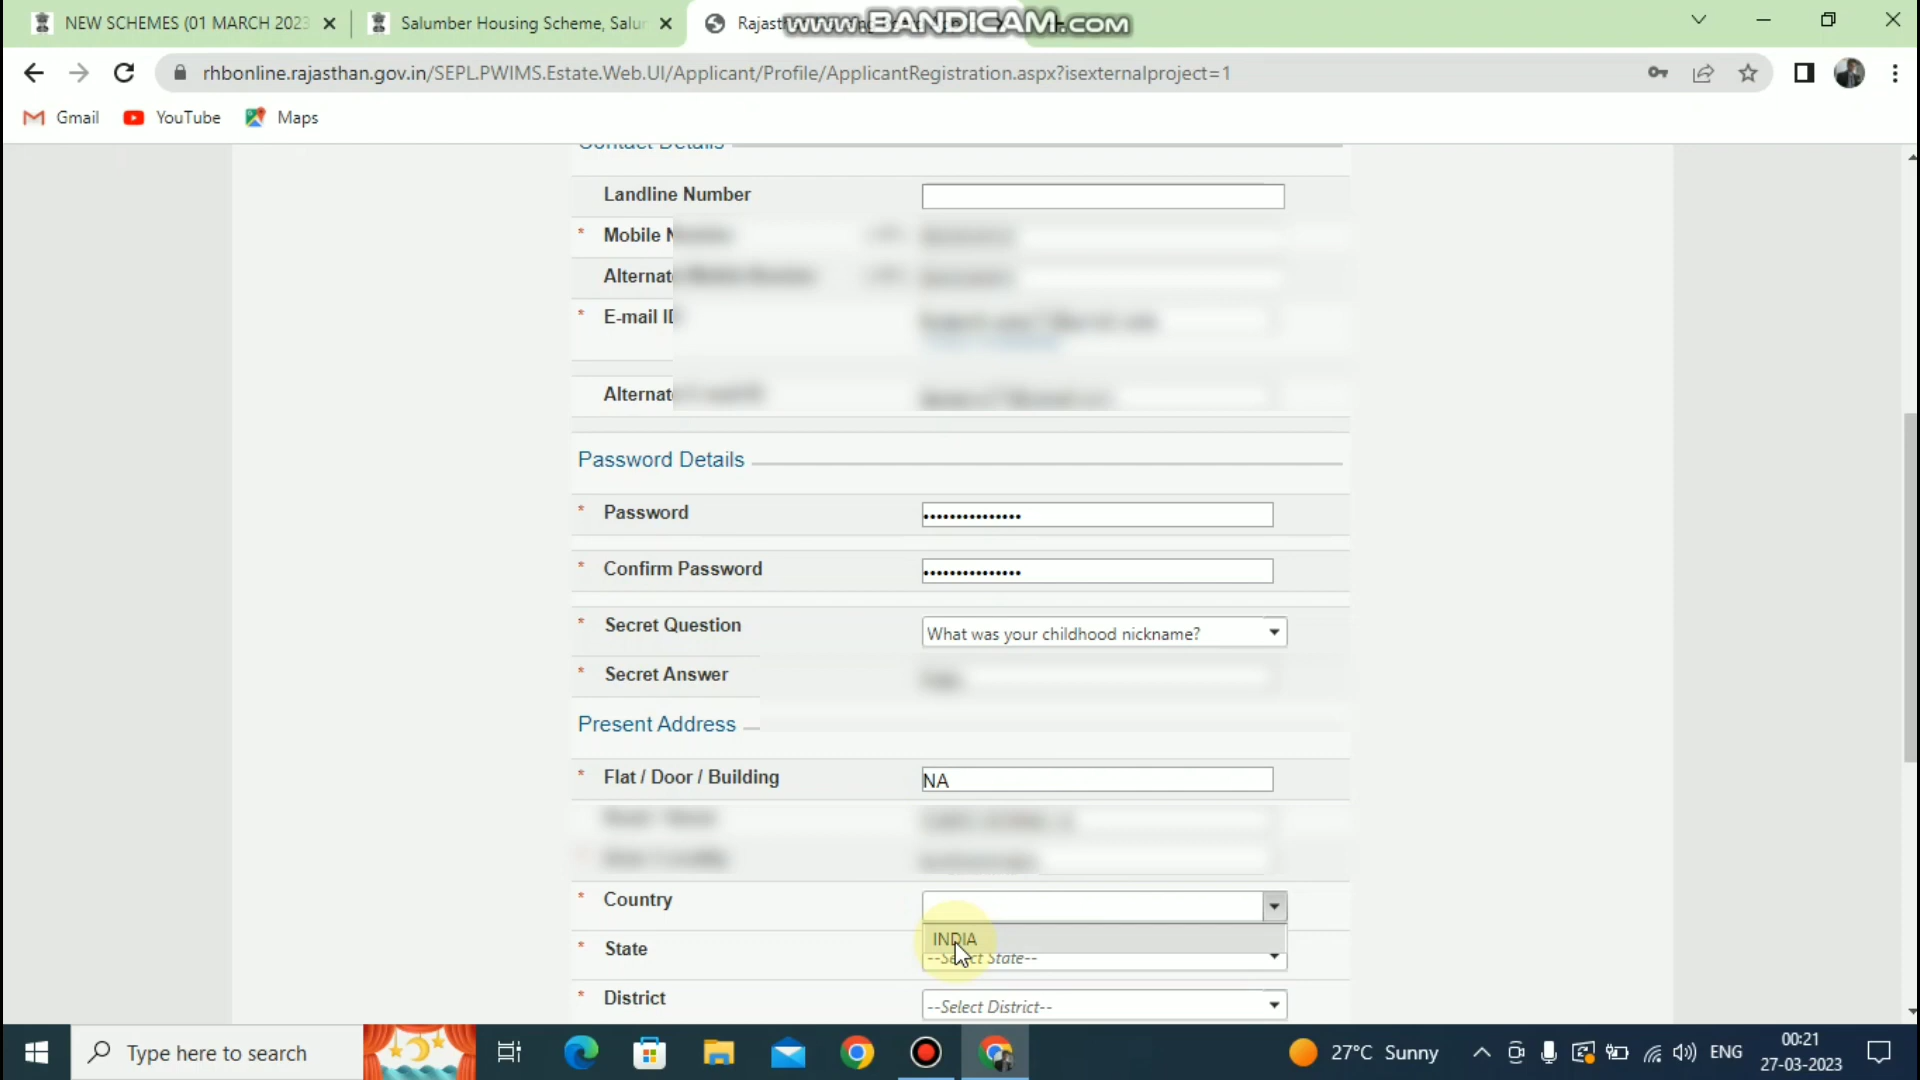 NEW SCHEMES (01 MARCH 2023
Salumber Housing Scheme, Salu
www.BANDICAM.com
rhbonline.rajasthan.gov.in/SEPL.PWIMS.Estate.Web.UI/Applicant/Profile/ApplicantRegistration.aspx?isexternalproject=1
Gmail YouTube Maps
Contact Details
Landline Number
* Mobile
Alternat
* E-mail ID
Alternat
Password Details
* Password •••••••••••••••
* Confirm Password •••••••••••••••
* Secret Question What was your childhood nickname?
* Secret Answer
Present Address
* Flat / Door / Building NA
* Country
INDIA
* State --Select State--
* District --Select District--
Type here to search
27°C Sunny
ENG
00:21
27-03-2023